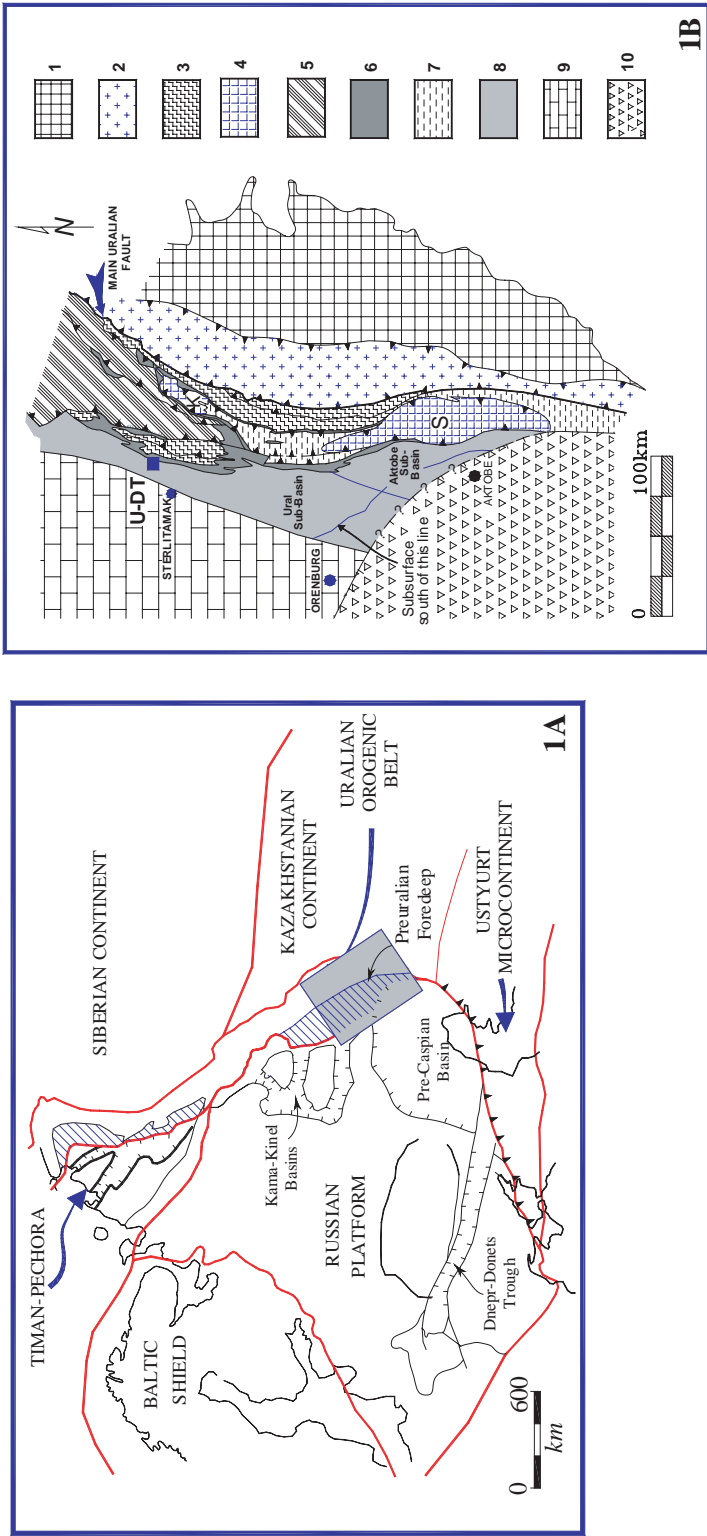 TIMAN-PECHORA
SIBERIAN CONTINENT
BALTIC
SHIELD
KAZAKHSTANIAN
CONTINENT
URALIAN
OROGENIC
BELT
Kama-Kinel
Basins
RUSSIAN
PLATFORM
Preuralian
Foredeep
Pre-Caspian
Basin
Dnepr-Donets
Trough
USTYURT
MICROCONTINENT
0
600
km
1A
N
MAIN URALIAN
FAULT
U-DT
STERLITAMAK
Ural
Sub-Basin
ORENBURG
Aktobe
Sub-
Basin
S
AKTOBE
Subsurface
south of this line
0
100km
1
2
3
4
5
6
7
8
9
10
1B